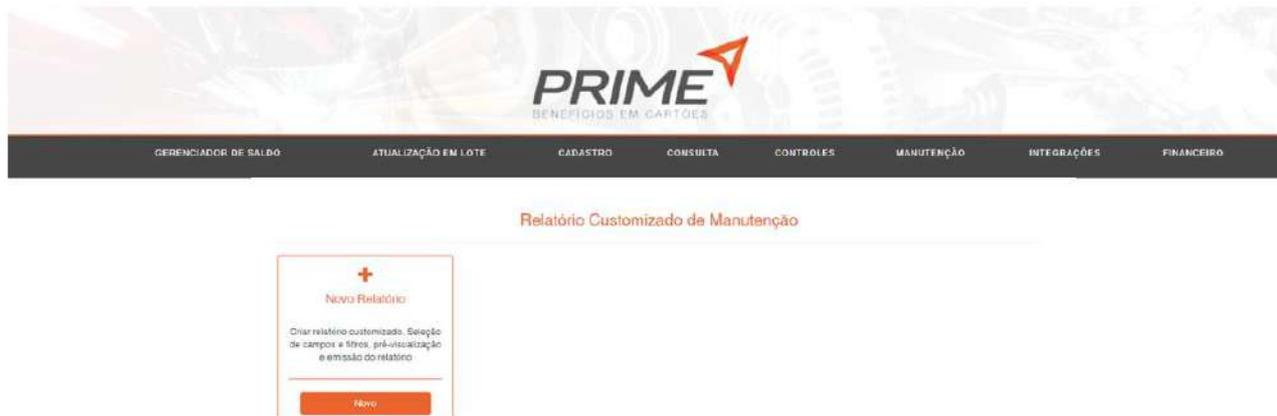 PRIME
BENEFÍCIOS EM CARTÕES
GERENCIADOR DE SALDO ATUALIZAÇÃO EM LOTE CADASTRO CONSULTA CONTROLES MANUTENÇÃO INTEGRAÇÕES FINANCEIRO
Relatório Customizado de Manutenção
Novo Relatório
Criar relatório customizado. Seleção
de campos e filtros, pré-visualização
e emissão do relatório
Novo